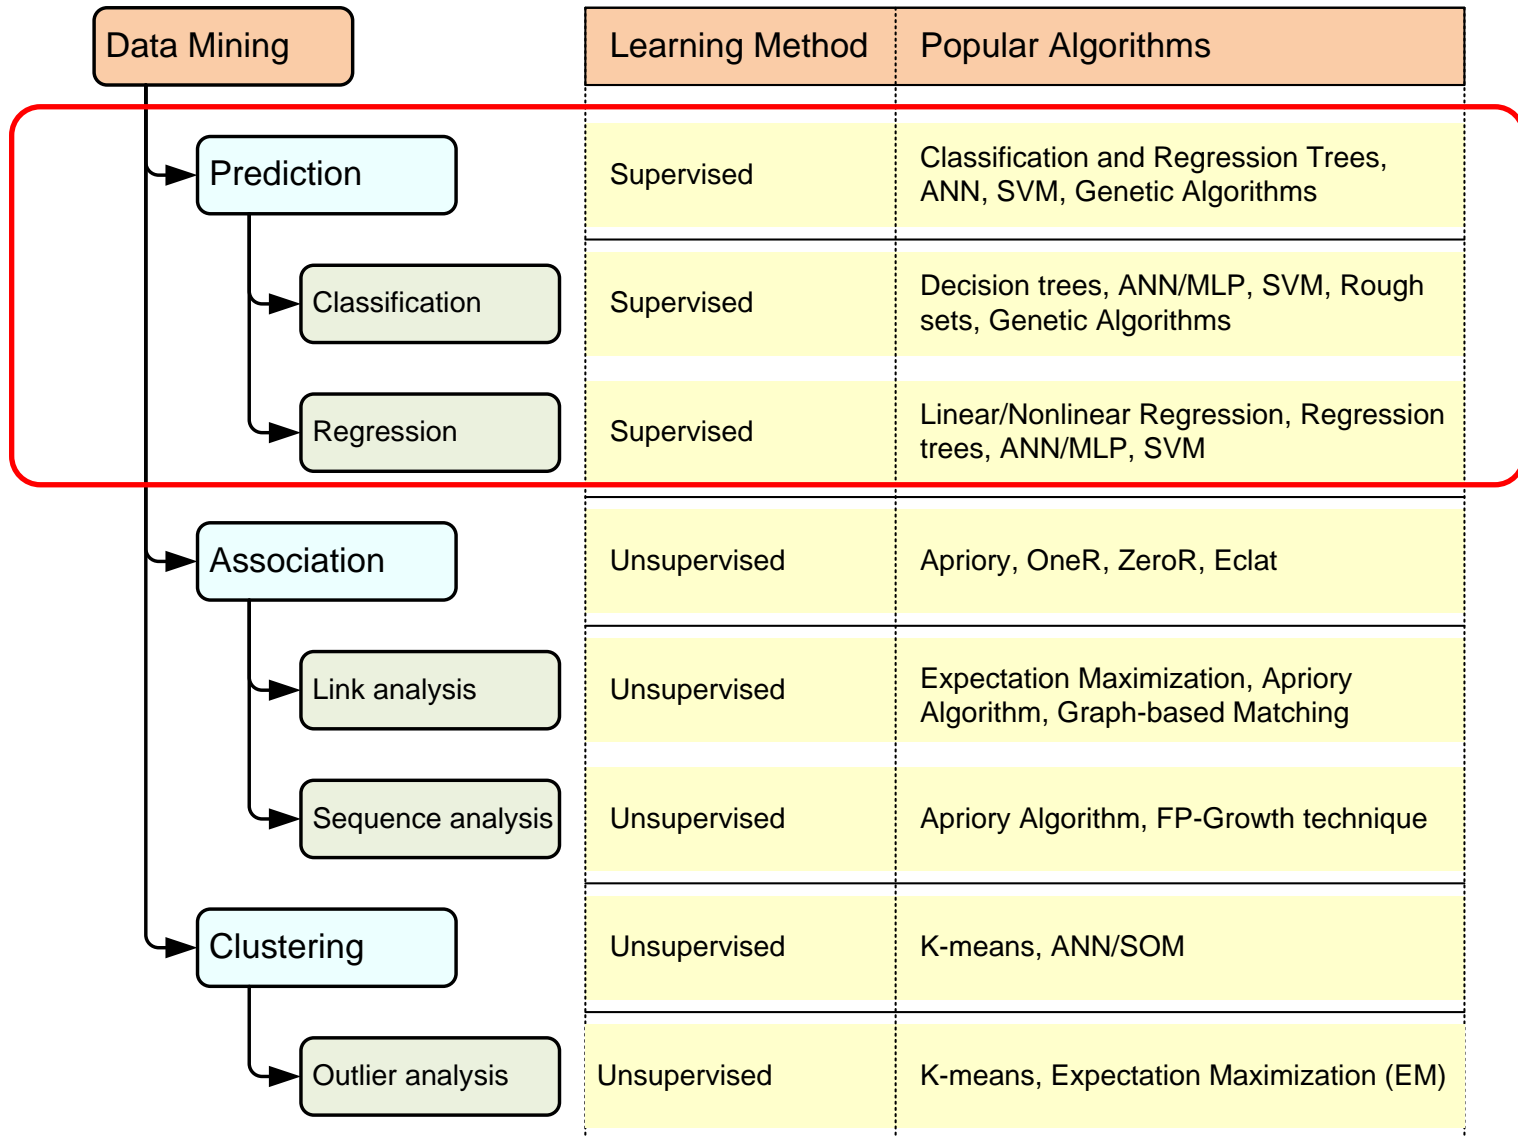 Data Mining
Learning Method
Popular Algorithms
Prediction
Supervised
Classification and Regression Trees,
ANN, SVM, Genetic Algorithms
Classification
Supervised
Decision trees, ANN/MLP, SVM, Rough
sets, Genetic Algorithms
Regression
Supervised
Linear/Nonlinear Regression, Regression
trees, ANN/MLP, SVM
Association
Unsupervised
Apriory, OneR, ZeroR, Eclat
Link analysis
Unsupervised
Expectation Maximization, Apriory
Algorithm, Graph-based Matching
Sequence analysis
Unsupervised
Apriory Algorithm, FP-Growth technique
Clustering
Unsupervised
K-means, ANN/SOM
Outlier analysis
Unsupervised
K-means, Expectation Maximization (EM)